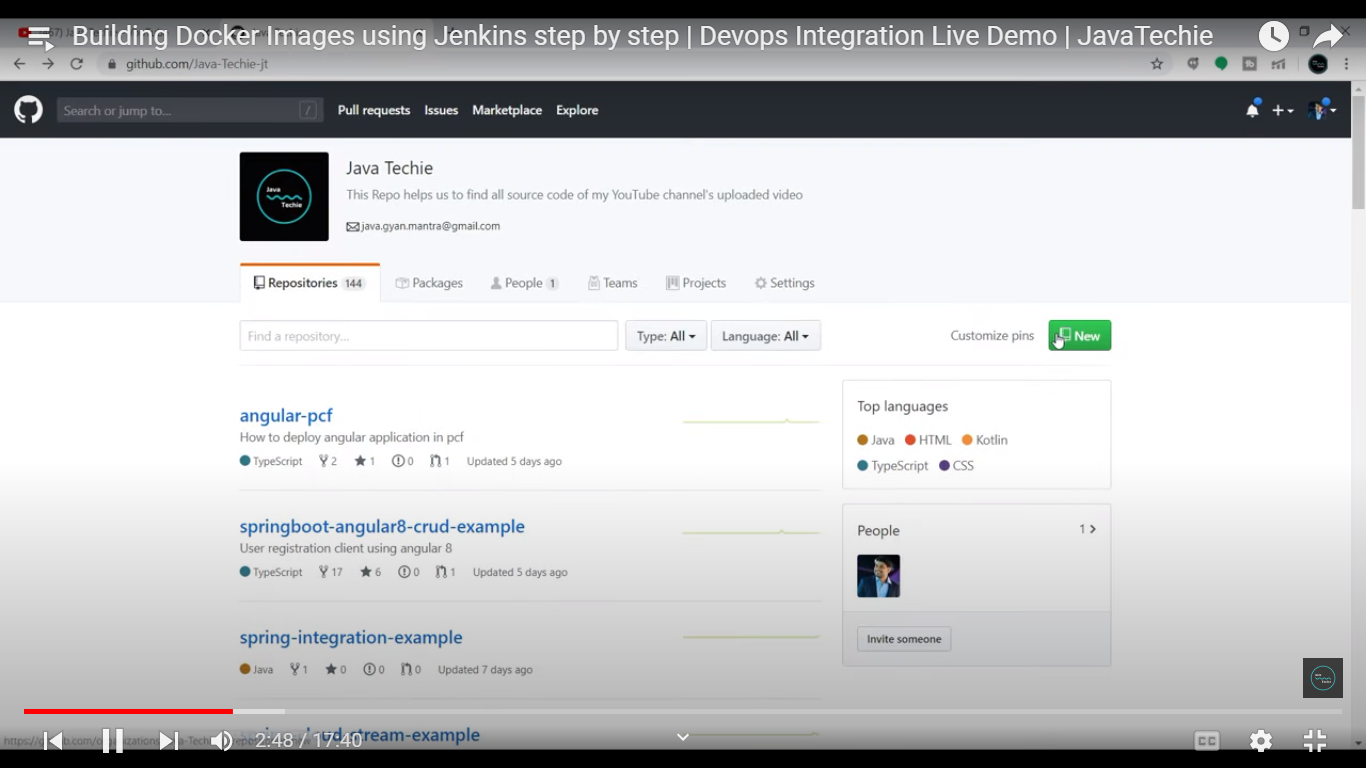 Building Docker Images using Jenkins step by step | Devops Integration Live Demo | JavaTechie
github.com/Java-Techie-jt
Search or jump to... /
Pull requests Issues Marketplace Explore
Java Techie
Java Techie
This Repo helps us to find all source code of my YouTube channel's uploaded video
java.gyan.mantra@gmail.com
Repositories 144 Packages People 1 Teams Projects Settings
Find a repository... Type: All Language: All Customize pins New
angular-pcf
How to deploy angular application in pcf
TypeScript 2 1 0 1 Updated 5 days ago
Top languages
Java HTML Kotlin
TypeScript CSS
springboot-angular8-crud-example
User registration client using angular 8
TypeScript 17 6 0 1 Updated 5 days ago
People 1
Invite someone
spring-integration-example
Java 1 0 0 0 Updated 7 days ago
stream-example
2:48 / 17:40
CC